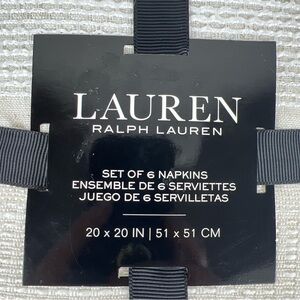 LAUREN
RALPH LAUREN
SET OF 6 NAPKINS
ENSEMBLE DE 6 SERVIETTES
JUEGO DE 6 SERVILLETAS
20 x 20 IN | 51 x 51 CM